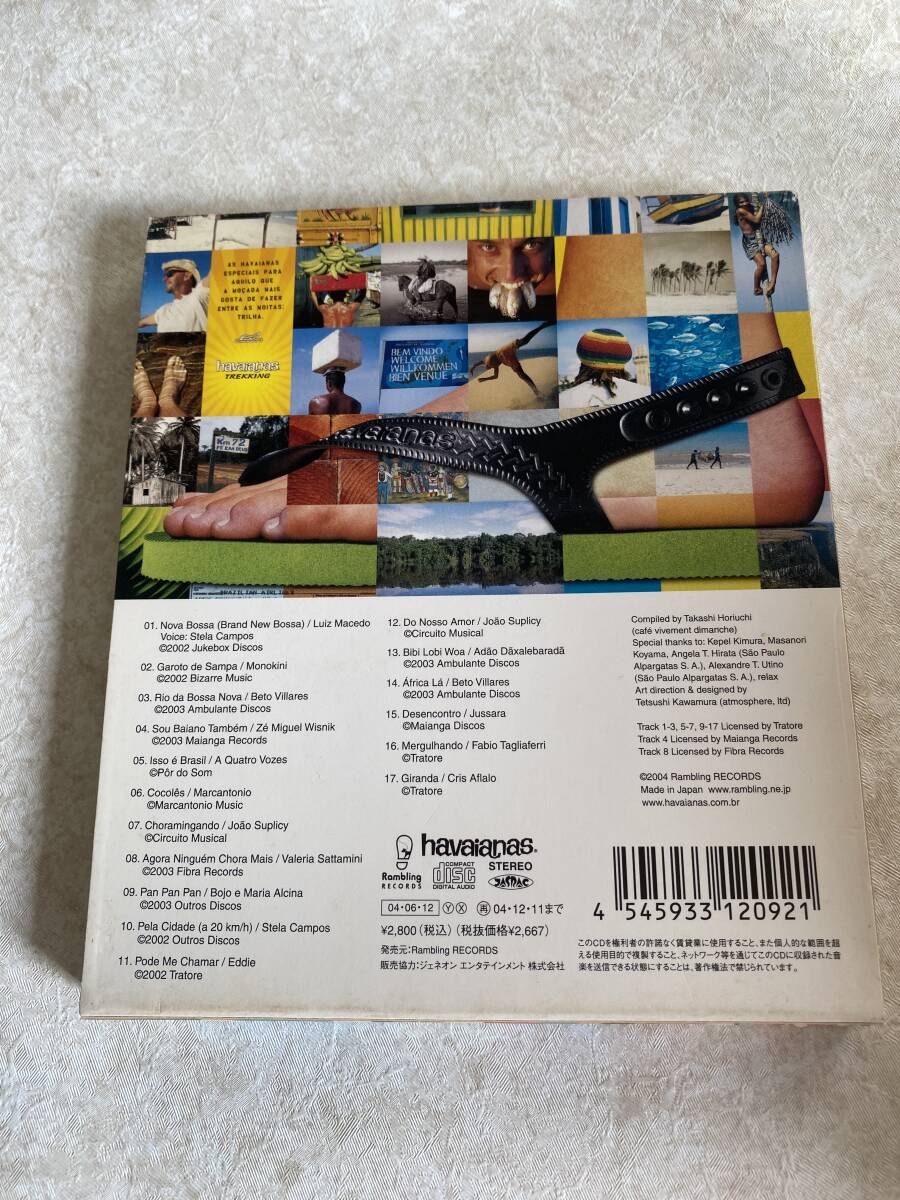 AS HAVAIANAS
ESPECIAIS PARA
AQUILO QUE
A MOÇADA MAIS
GOSTA DE FAZER
ENTRE AS NOITAS:
TRILHA.
havaianas
TREKKING
BEM VINDO
WELCOME
WILLKOMMEN
BIEN VENUE
Km 72
FÉ EM DEUS
havaianas
BRAZILIAN AIRLINES
01. Nova Bossa (Brand New Bossa) / Luiz Macedo
Voice: Stela Campos
©2002 Jukebox Discos
02. Garoto de Sampa / Monokini
©2002 Bizarre Music
03. Rio da Bossa Nova / Beto Villares
©2003 Ambulante Discos
04. Sou Baiano Também / Zé Miguel Wisnik
©2003 Maianga Records
05. Isso é Brasil / A Quatro Vozes
©Pôr do Som
06. Cocolês / Marcantonio
©Marcantonio Music
07. Choramingando / João Suplicy
©Circuito Musical
08. Agora Ninguém Chora Mais / Valeria Sattamini
©2003 Fibra Records
09. Pan Pan Pan / Bojo e Maria Alcina
©2003 Outros Discos
10. Pela Cidade (a 20 km/h) / Stela Campos
©2002 Outros Discos
11. Pode Me Chamar / Eddie
©2002 Tratore
12. Do Nosso Amor / João Suplicy
©Circuito Musical
13. Bibi Lobi Woa / Adão Dãxalebaradã
©2003 Ambulante Discos
14. África Lá / Beto Villares
©2003 Ambulante Discos
15. Desencontro / Jussara
©Maianga Discos
16. Mergulhando / Fabio Tagliaferri
©Tratore
17. Giranda / Cris Aflalo
©Tratore
Compiled by Takashi Horiuchi
(café vivement dimanche)
Special thanks to: Kepel Kimura, Masanori
Koyama, Angela T. Hirata (São Paulo
Alpargatas S. A.), Alexandre T. Utino
(São Paulo Alpargatas S. A.), relax
Art direction & designed by
Tetsushi Kawamura (atmosphere, ltd)
Track 1-3, 5-7, 9-17 Licensed by Tratore
Track 4 Licensed by Maianga Records
Track 8 Licensed by Fibra Records
©2004 Rambling RECORDS
Made in Japan www.rambling.ne.jp
www.havaianas.com.br
Rambling
RECORDS
havaianas®
COMPACT
disc
DIGITAL AUDIO
STEREO
JASRAC
04・06・12 Ⓨ Ⓧ ㊞ 04・12・11まで
¥2,800(税込)(税抜価格¥2,667)
発売元:Rambling RECORDS
販売協力:ジェネオン エンタテインメント 株式会社
4 545933 120921
このCDを権利者の許諾なく賃貸業に使用すること、また個人的な範囲を超
える使用目的で複製すること、ネットワーク等を通じてこのCDに収録された音
楽を送信できる状態にすることは、著作権法で禁じられています。